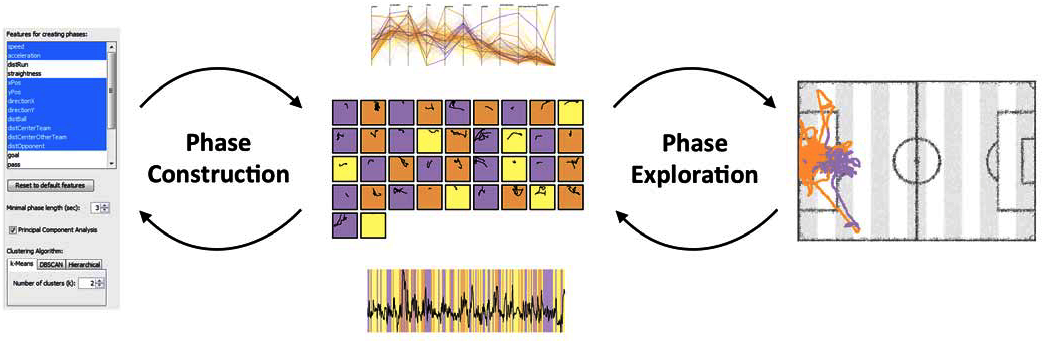 Features for creating phases:
speed
acceleration
distRun
straightness
xPos
yPos
directionX
directionY
distBall
distCenterTeam
distCenterOtherTeam
distOpponent
goal
pass
Reset to default features
Minimal phase length (sec): 3
Principal Component Analysis
Clustering Algorithm:
k-Means DBSCAN Hierarchical
Number of clusters (k): 2
Phase
Construction
Phase
Exploration